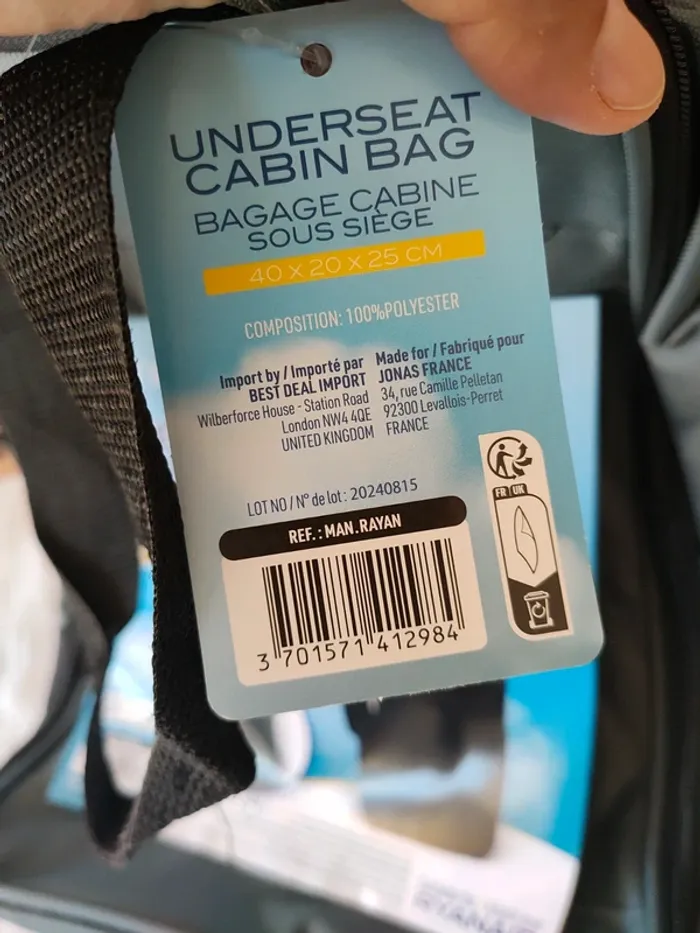 UNDERSEAT
CABIN BAG
BAGAGE CABINE
SOUS SIÈGE
40 X 20 X 25 CM
COMPOSITION: 100%POLYESTER
Import by / Importé par
BEST DEAL IMPORT
Wilberforce House - Station Road
London NW4 4QE
UNITED KINGDOM
Made for / Fabriqué pour
JONAS FRANCE
34, rue Camille Pelletan
92300 Levallois-Perret
FRANCE
FR UK
LOT NO / N° de lot : 20240815
REF. : MAN.RAYAN
3 701571 412984